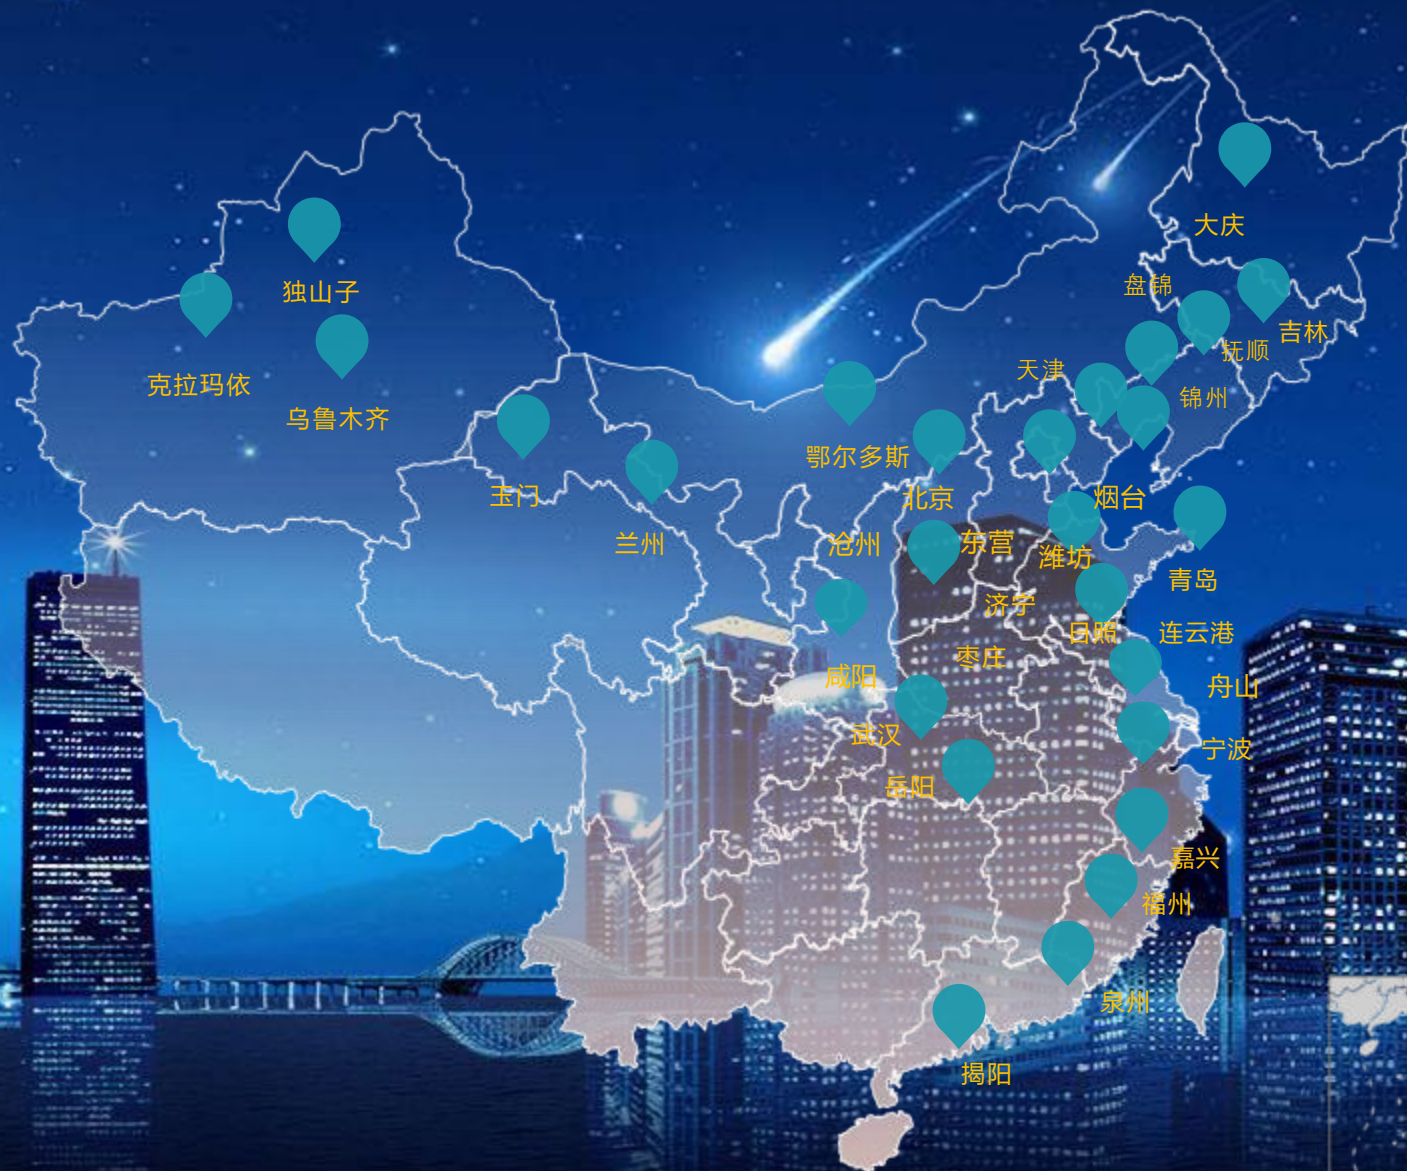 大庆
盘锦
独山子
吉林
抚顺
天津
克拉玛依
锦州
乌鲁木齐
鄂尔多斯
玉门
北京
烟台
兰州
沧州
东营
潍坊
青岛
济宁
日照
连云港
枣庄
咸阳
舟山
武汉
宁波
岳阳
嘉兴
福州
泉州
揭阳